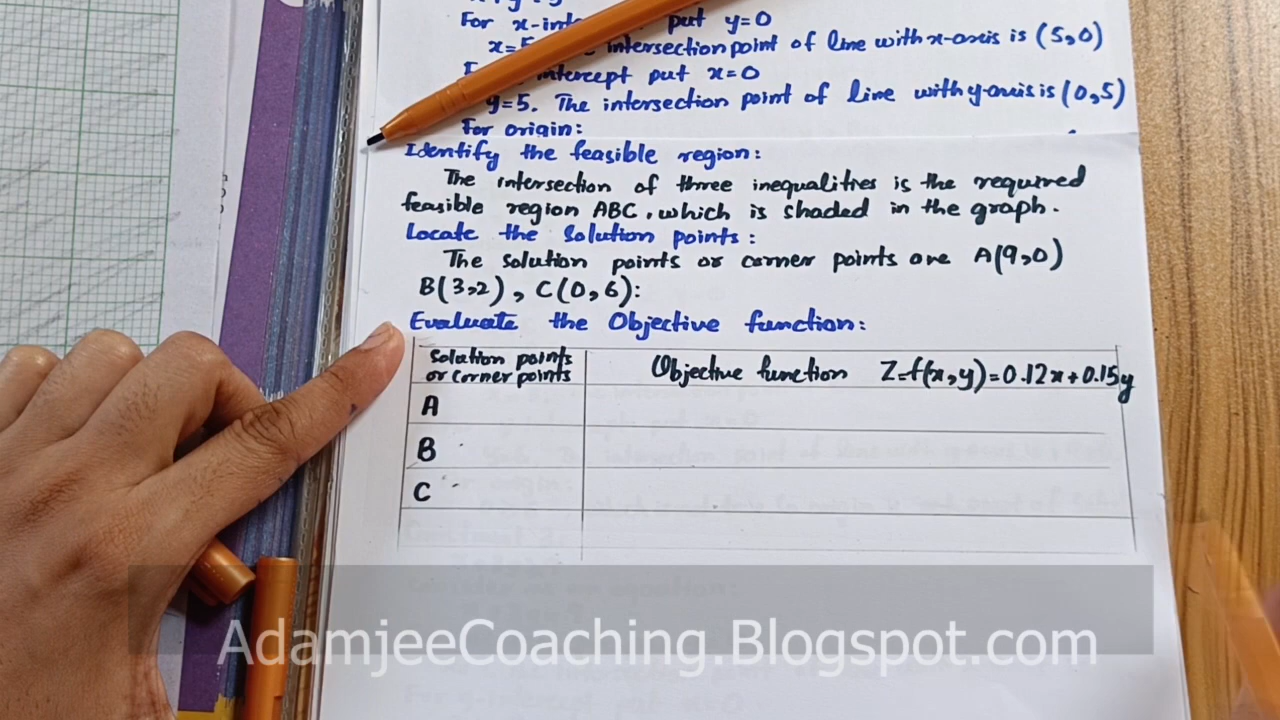 x+y=5
For x-int put y=0
x=5 intersection point of line with x-axis is (5,0)
intercept put x=0
y=5. The intersection point of line with y-axis is (0,5)
For origin:
Identify the feasible region:
The intersection of three inequalities is the required
feasible region ABC, which is shaded in the graph.
Locate the Solution points:
The solution points or corner points are A(9,0)
B(3,2), C(0,6):
Evaluate the Objective function:
Solution points
or corner points
Objective function Z=f(x,y)=0.12x+0.15y
A
B
C
AdamjeeCoaching.Blogspot.com